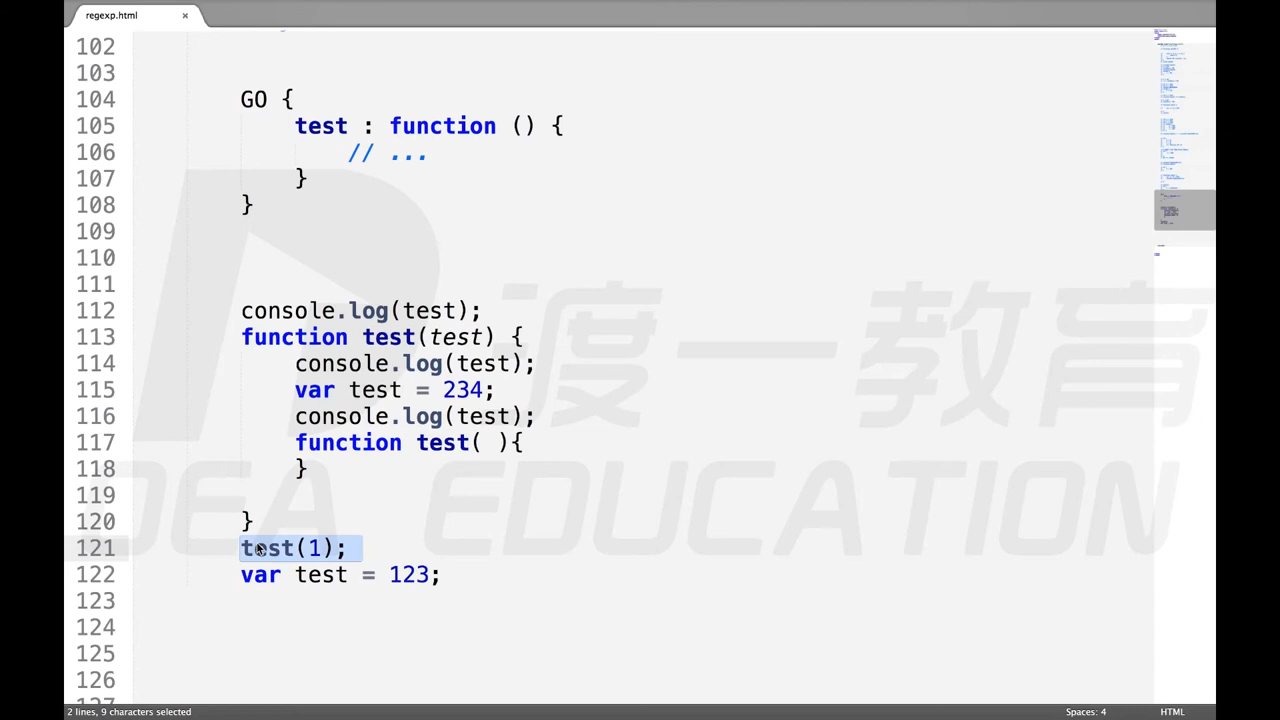 regexp.html ×
102
103
104 GO {
105 test : function () {
106 // ...
107 }
108 }
109
110
111
112 console.log(test);
113 function test(test) {
114 console.log(test);
115 var test = 234;
116 console.log(test);
117 function test( ){
118 }
119
120 }
121 test(1);
122 var test = 123;
123
124
125
126
127
渡一教育
DEA EDUCATION
2 lines, 9 characters selected Spaces: 4 HTML